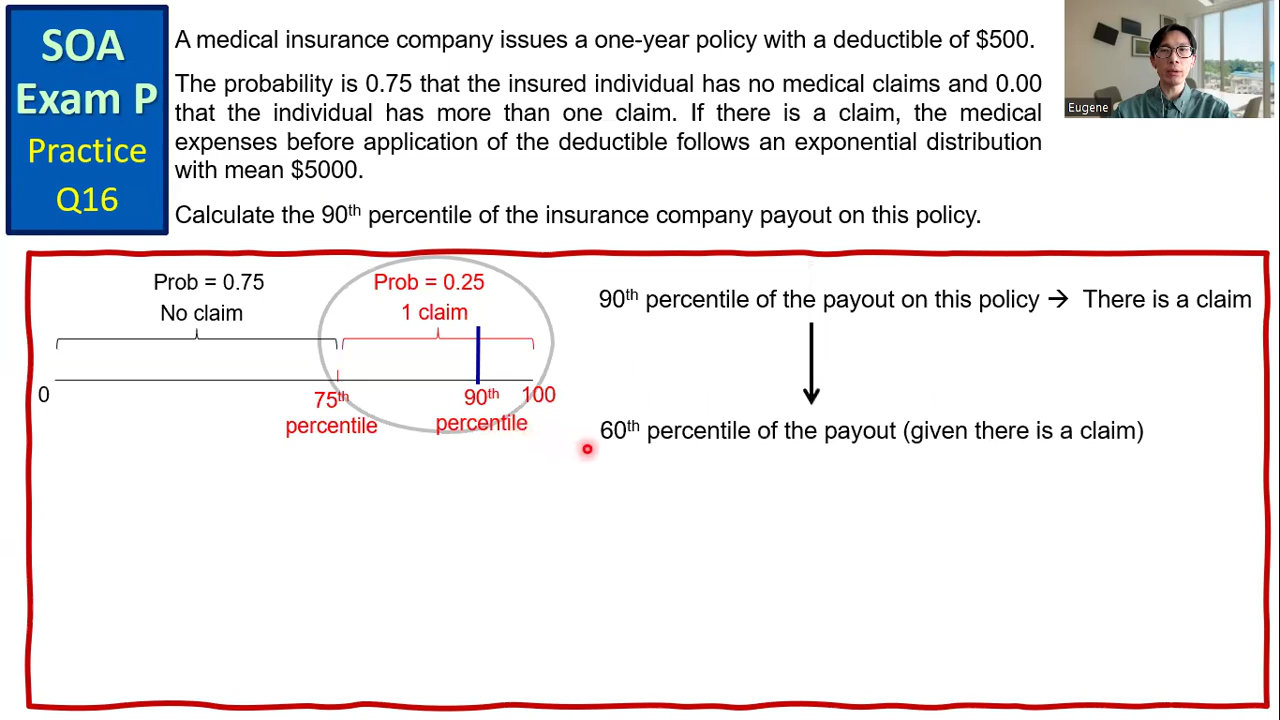 SOA
Exam P
Practice
Q16
A medical insurance company issues a one-year policy with a deductible of $500.
The probability is 0.75 that the insured individual has no medical claims and 0.00
that the individual has more than one claim. If there is a claim, the medical
expenses before application of the deductible follows an exponential distribution
with mean $5000.
Calculate the 90th percentile of the insurance company payout on this policy.
Eugene
Prob = 0.75
No claim
Prob = 0.25
1 claim
0
75th
percentile
90th
percentile
100
90th percentile of the payout on this policy → There is a claim
60th percentile of the payout (given there is a claim)